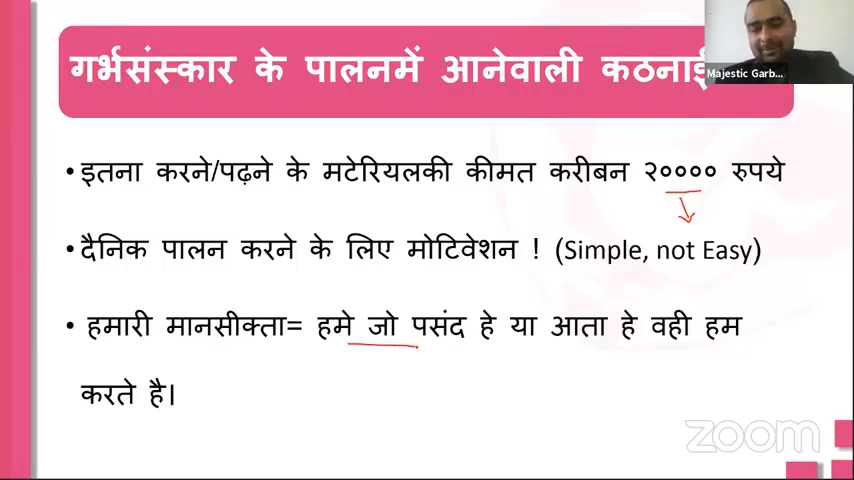 गर्भसंस्कार के पालनमें आनेवाली कठनाई
Majestic Garb...
•इतना करने/पढ़ने के मटेरियलकी कीमत करीबन २०००० रुपये
•दैनिक पालन करने के लिए मोटिवेशन ! (Simple, not Easy)
• हमारी मानसीक्ता= हमे जो पसंद हे या आता हे वही हम
करते है।
zoom